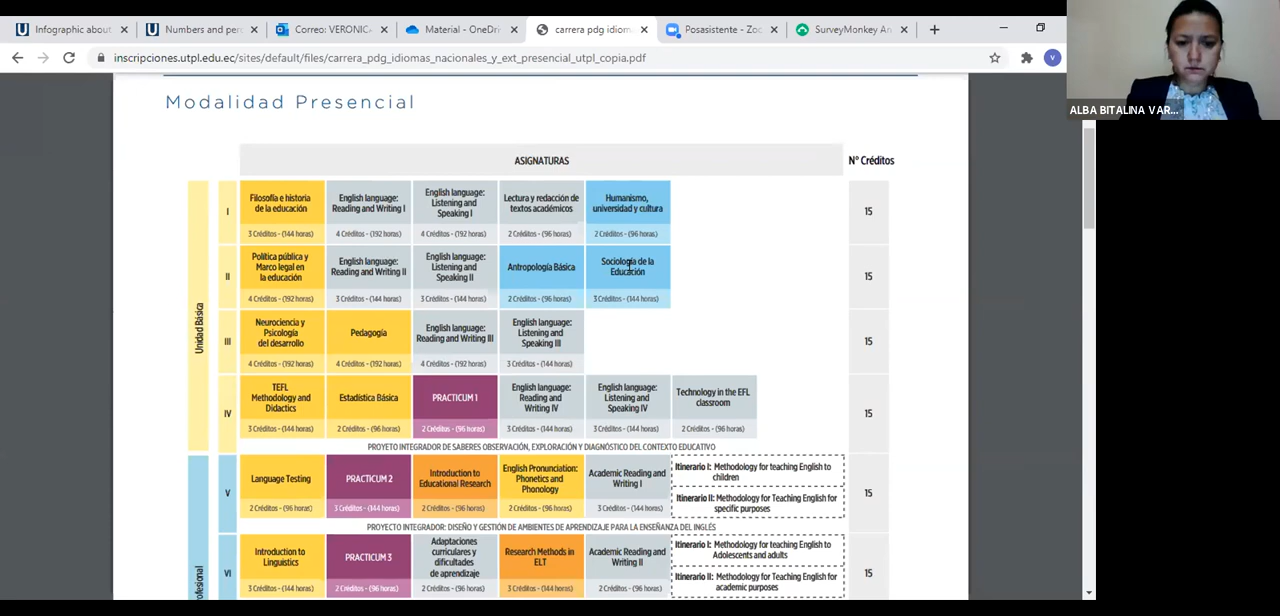 Infographic about
Numbers and per
Correo: VERONIC
Material - OneDri
carrera pdg idiomas
Posasistente - Zo
SurveyMonkey An
inscripciones.utpl.edu.ec/sites/default/files/carrera_pdg_idiomas_nacionales_y_ext_presencial_utpl_copia.pdf
V
ALBA BITALINA VAR...
Modalidad Presencial
ASIGNATURAS
N° Créditos
Unidad Básica
I
Filosofía e historia
de la educación
3 Créditos - (144 horas)
English language:
Reading and Writing I
4 Créditos - (192 horas)
English language:
Listening and
Speaking I
4 Créditos - (192 horas)
Lectura y redacción de
textos académicos
2 Créditos - (96 horas)
Humanismo,
universidad y cultura
2 Créditos - (96 horas)
15
II
Política pública y
Marco legal en
la educación
4 Créditos - (192 horas)
English language:
Reading and Writing II
3 Créditos - (144 horas)
English language:
Listening and
Speaking II
3 Créditos - (144 horas)
Antropología Básica
2 Créditos - (96 horas)
Sociología de la
Educación
3 Créditos - (144 horas)
15
III
Neurociencia y
Psicología
del desarrollo
4 Créditos - (192 horas)
Pedagogía
4 Créditos - (192 horas)
English language:
Reading and Writing III
4 Créditos - (192 horas)
English language:
Listening and
Speaking III
3 Créditos - (144 horas)
15
IV
TEFL
Methodology and
Didactics
3 Créditos - (144 horas)
Estadística Básica
2 Créditos - (96 horas)
PRACTICUM 1
2 Créditos - (96 horas)
English language:
Reading and
Writing IV
3 Créditos - (144 horas)
English language:
Listening and
Speaking IV
3 Créditos - (144 horas)
Technology in the EFL
classroom
2 Créditos - (96 horas)
15
PROYETO INTEGRADOR DE SABERES OBSERVACIÓN, EXPLORACIÓN Y DIAGNÓSTICO DEL CONTEXTO EDUCATIVO
V
Language Testing
2 Créditos - (96 horas)
PRACTICUM 2
3 Créditos - (144 horas)
Introduction to
Educational Research
2 Créditos - (96 horas)
English Pronunciation:
Phonetics and
Phonology
2 Créditos - (96 horas)
Academic Reading and
Writing I
3 Créditos - (144 horas)
Itinerario I: Methodology for teaching English to
children
Itinerario II: Methodology for Teaching English for
specific purposes
15
PROYECTO INTEGRADOR: DISEÑO Y GESTIÓN DE AMBIENTES DE APRENDIZAJE PARA LA ENSEÑANZA DEL INGLÉS
VI
Introduction to
Linguistics
3 Créditos - (144 horas)
PRACTICUM 3
2 Créditos - (96 horas)
Adaptaciones
curriculares y
dificultades
de aprendizaje
2 Créditos - (96 horas)
Research Methods in
ELT
3 Créditos - (144 horas)
Academic Reading and
Writing II
2 Créditos - (96 horas)
Itinerario I: Methodology for teaching English to
Adolescents and adults
Itinerario II: Methodology for Teaching English for
academic purposes
15